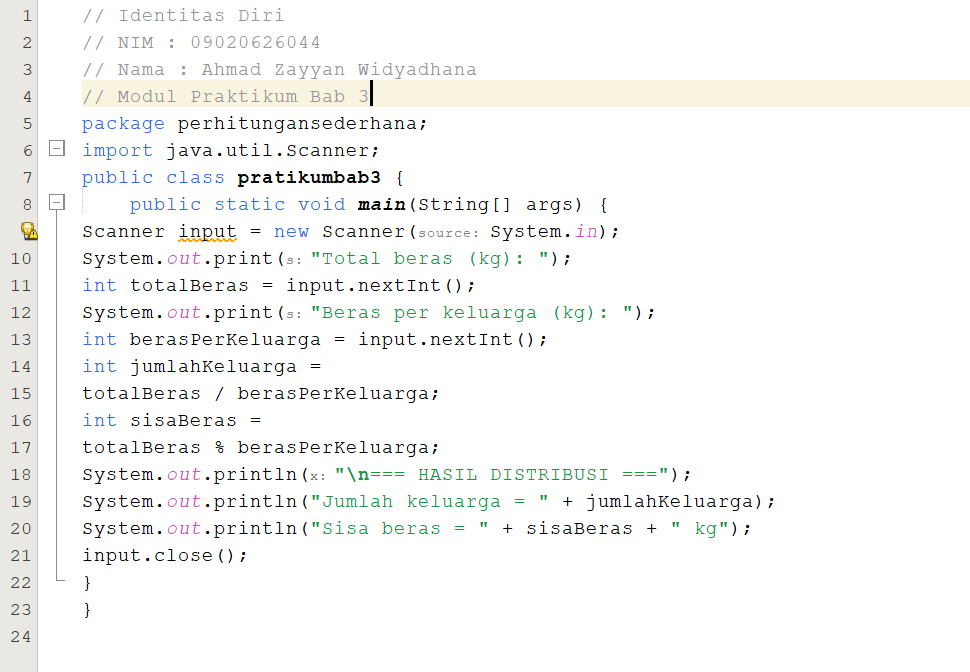 1 // Identitas Diri
2 // NIM : 09020626044
3 // Nama : Ahmad Zayyan Widyadhana
4 // Modul Praktikum Bab 3
5 package perhitungansederhana;
6 import java.util.Scanner;
7 public class pratikumbab3 {
8     public static void main(String[] args) {
Scanner input = new Scanner(source: System.in);
10 System.out.print(s: "Total beras (kg): ");
11 int totalBeras = input.nextInt();
12 System.out.print(s: "Beras per keluarga (kg): ");
13 int berasPerKeluarga = input.nextInt();
14 int jumlahKeluarga =
15 totalBeras / berasPerKeluarga;
16 int sisaBeras =
17 totalBeras % berasPerKeluarga;
18 System.out.println(x: "\n=== HASIL DISTRIBUSI ===");
19 System.out.println("Jumlah keluarga = " + jumlahKeluarga);
20 System.out.println("Sisa beras = " + sisaBeras + " kg");
21 input.close();
22 }
23 }
24